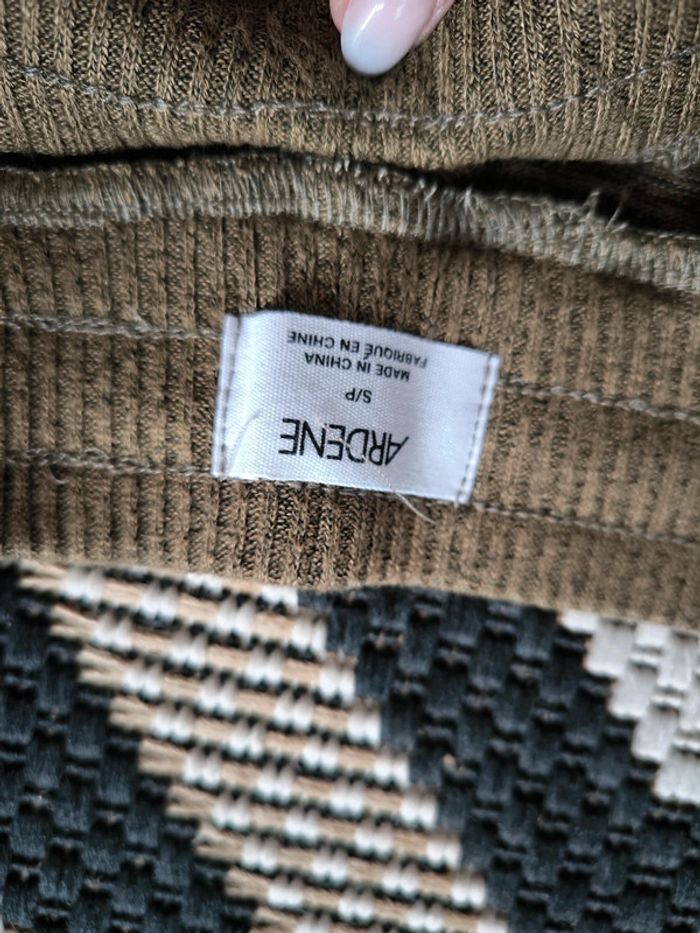 ARDENE
S/P
MADE IN CHINA
FABRIQUÉ EN CHINE